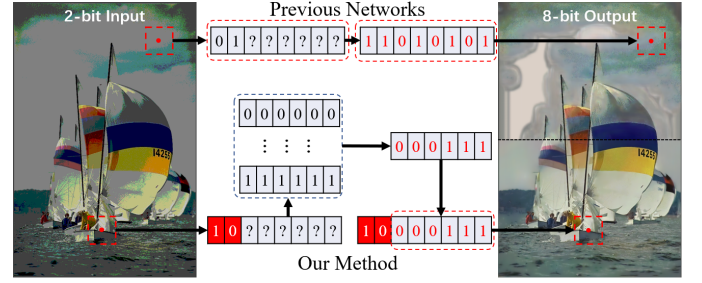 Previous Networks
2-bit Input
8-bit Output
0 1 ? ? ? ? ? ?
1 1 0 1 0 1 0 1
0 0 0 0 0 0
⋮ ⋮ ⋮
1 1 1 1 1 1
0 0 0 1 1 1
1 0 ? ? ? ? ? ?
1 0 0 0 0 1 1 1
Our Method